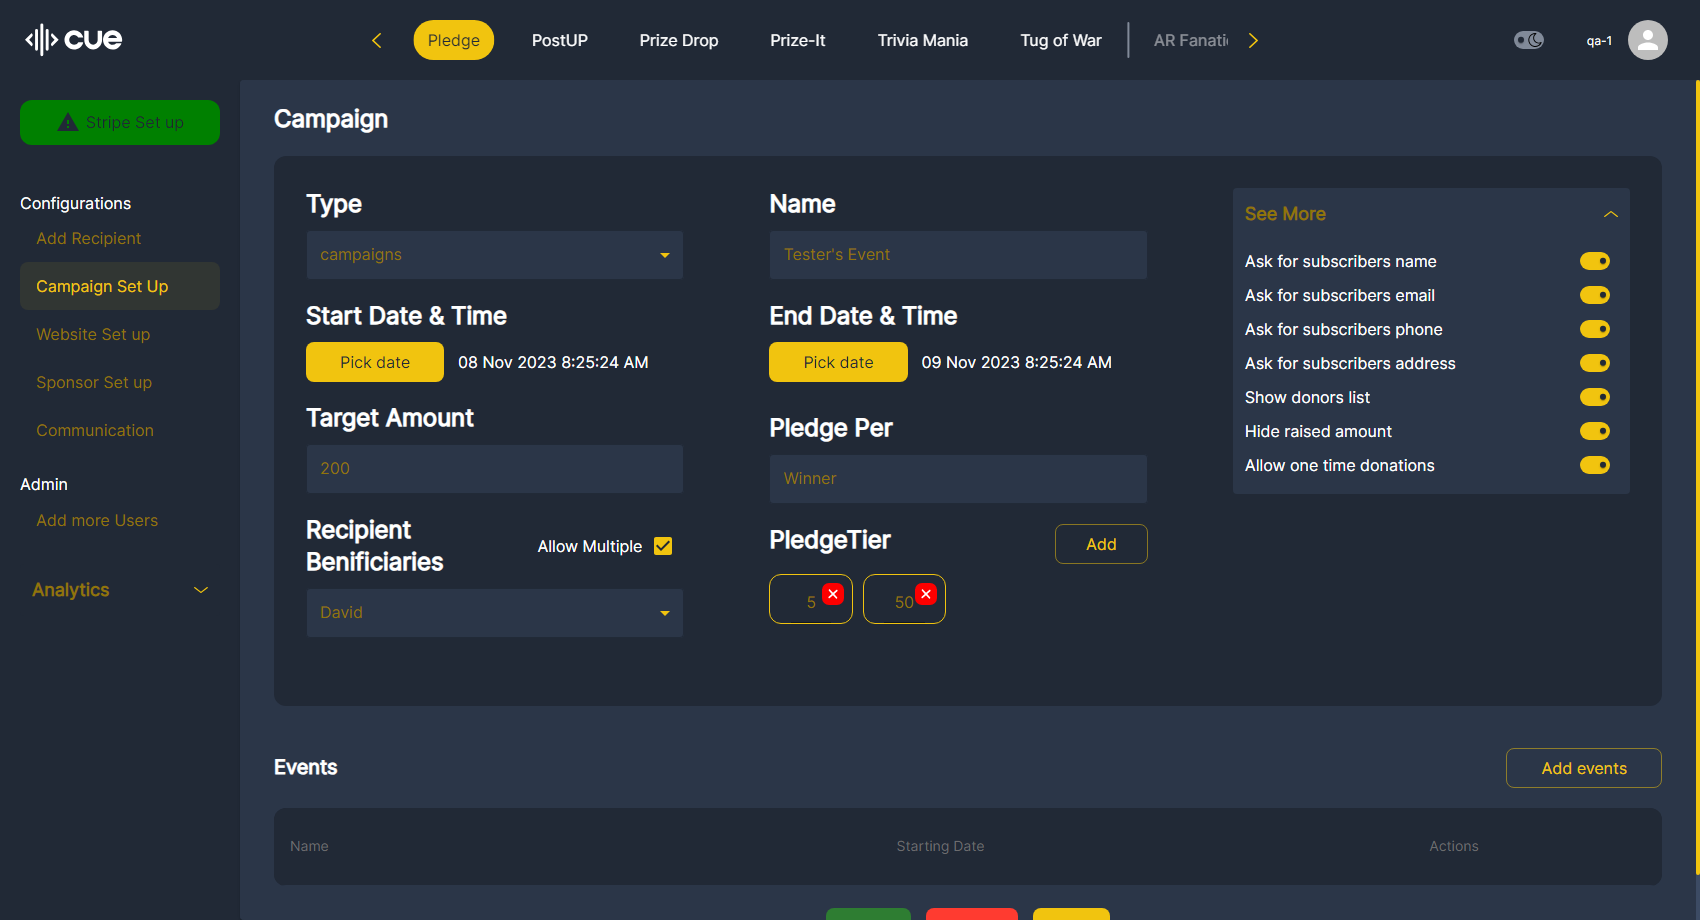 cue
Pledge
PostUP
Prize Drop
Prize-It
Trivia Mania
Tug of War
AR Fanati
qa-1
Stripe Set up
Configurations
Add Recipient
Campaign Set Up
Website Set up
Sponsor Set up
Communication
Admin
Add more Users
Analytics
Campaign
Type
campaigns
Name
Tester's Event
Start Date & Time
Pick date 08 Nov 2023 8:25:24 AM
End Date & Time
Pick date 09 Nov 2023 8:25:24 AM
Target Amount
200
Pledge Per
Winner
Recipient
Benificiaries
Allow Multiple
David
PledgeTier
Add
5
50
See More
Ask for subscribers name
Ask for subscribers email
Ask for subscribers phone
Ask for subscribers address
Show donors list
Hide raised amount
Allow one time donations
Events
Add events
Name
Starting Date
Actions